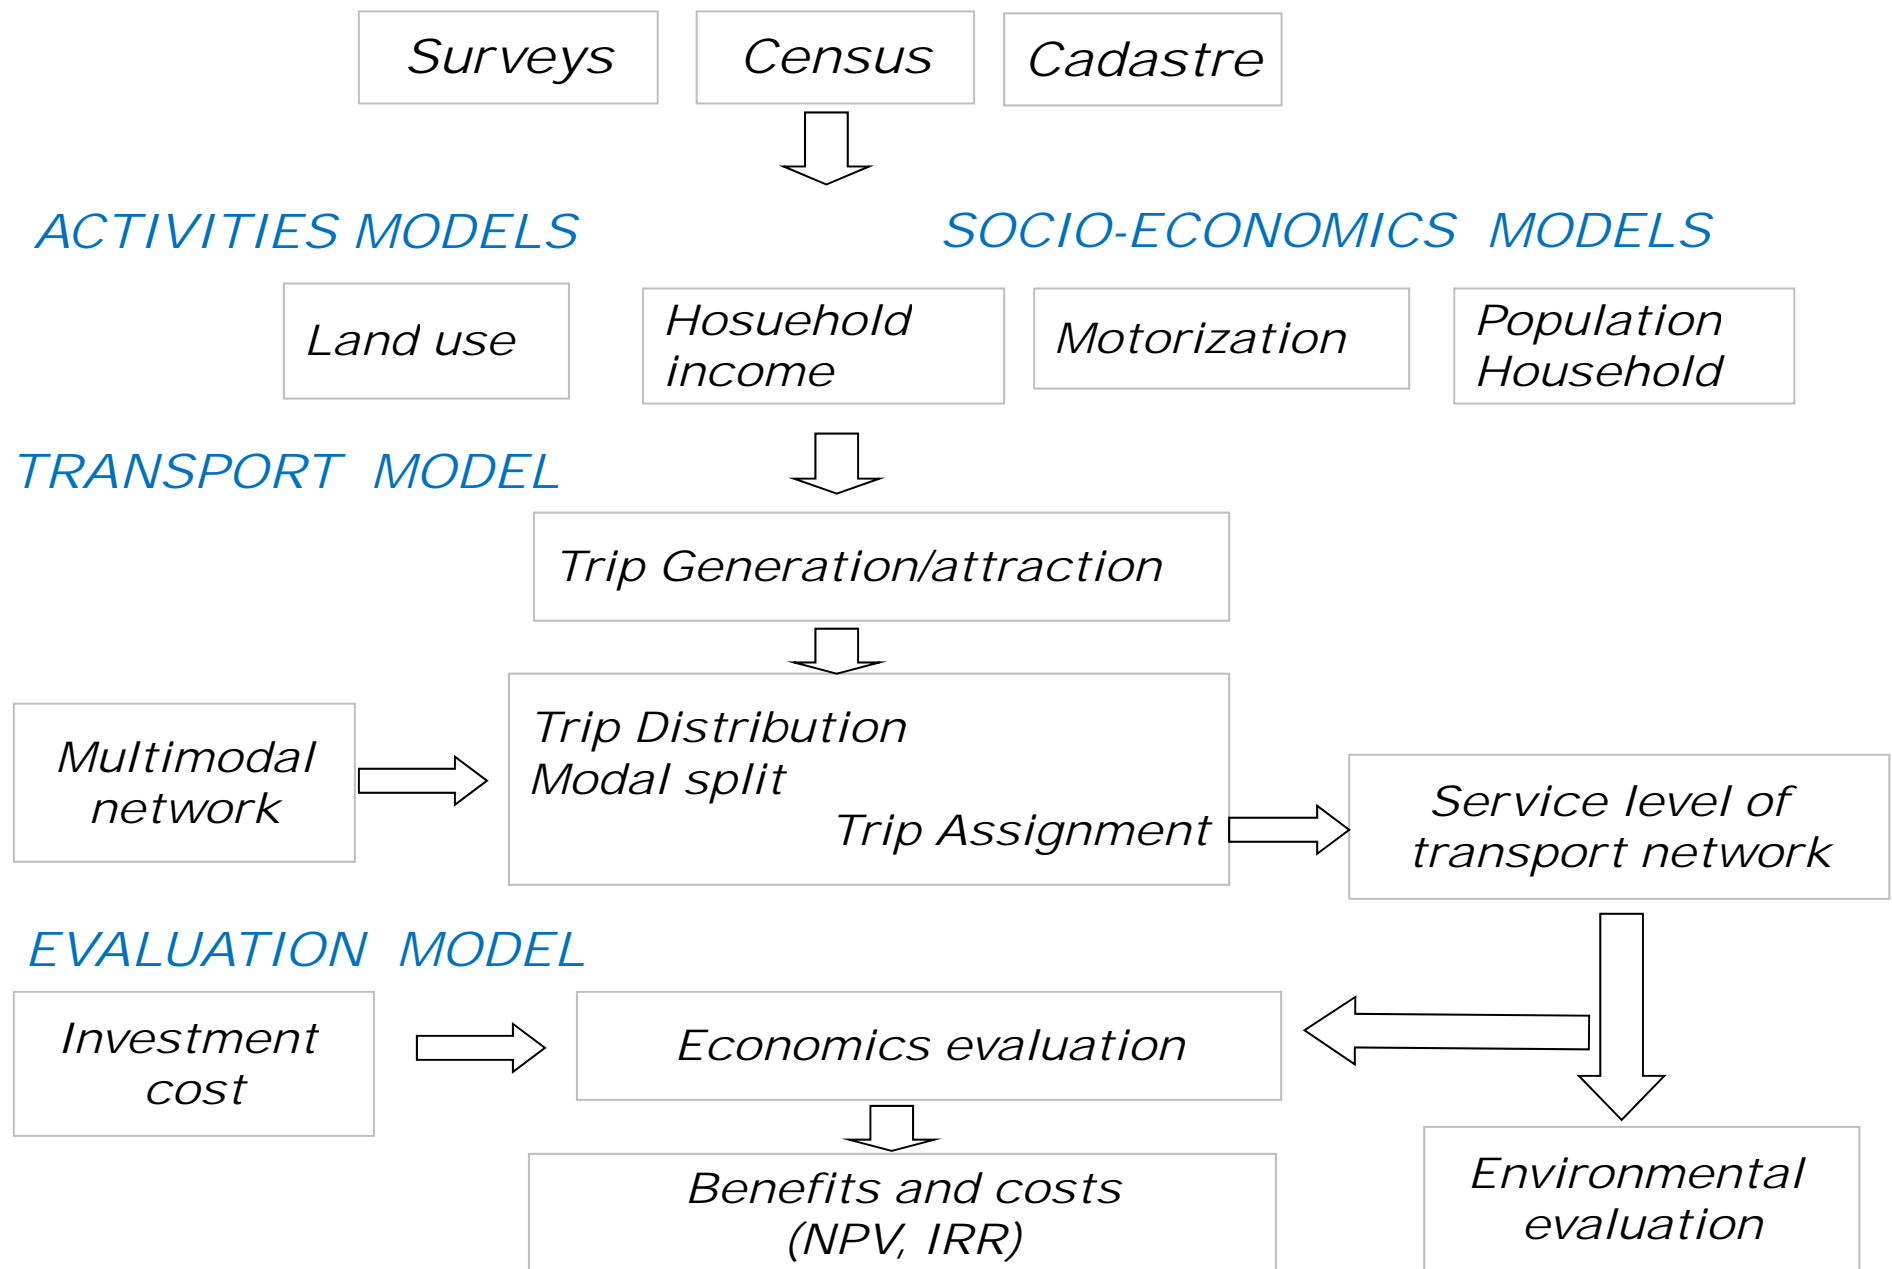 Surveys
Census
Cadastre
ACTIVITIES MODELS
SOCIO-ECONOMICS MODELS
Land use
Hosuehold
income
Motorization
Population
Household
TRANSPORT MODEL
Trip Generation/attraction
Multimodal
network
Trip Distribution
Modal split
Trip Assignment
Service level of
transport network
EVALUATION MODEL
Investment
cost
Economics evaluation
Benefits and costs
(NPV, IRR)
Environmental
evaluation